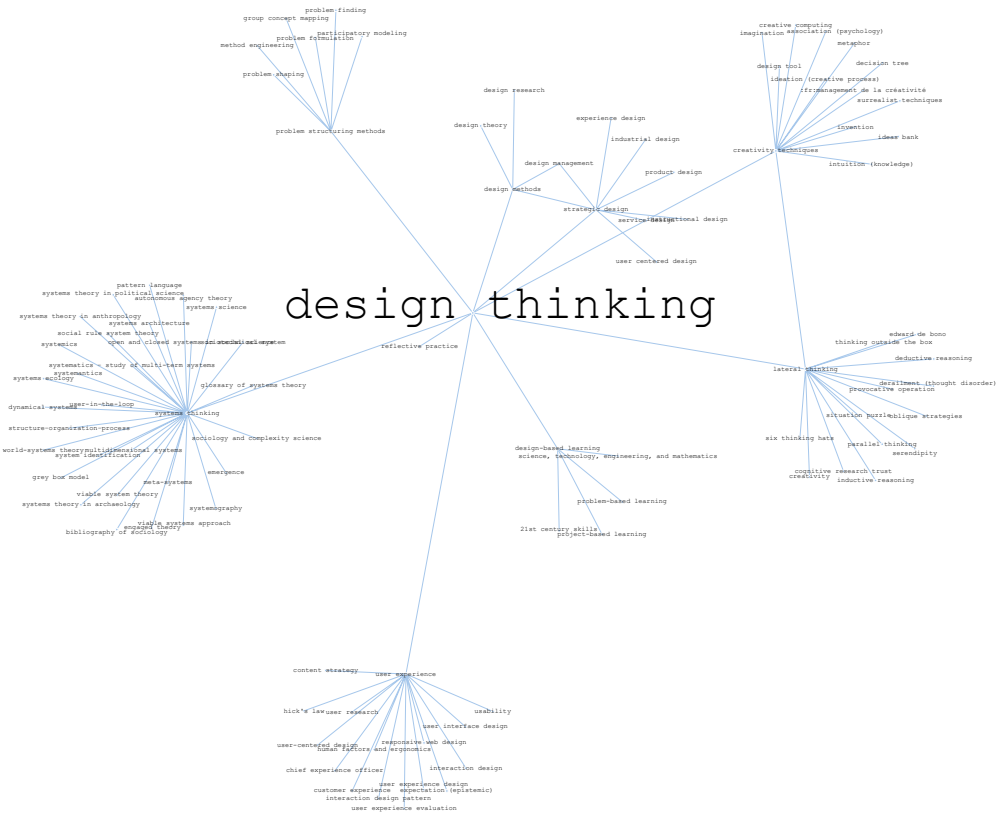 problem finding
group concept mapping
participatory modeling
problem formulation
method engineering
problem shaping
problem structuring methods
creative computing
imagination
association (psychology)
metaphor
design tool
decision tree
ideation (creative process)
:fr:management de la créativité
surrealist techniques
invention
ideas bank
creativity techniques
intuition (knowledge)
design research
design theory
experience design
industrial design
design management
product design
design methods
strategic design
service design
instructional design
user centered design
design thinking
reflective practice
pattern language
systems theory in political science
autonomous agency theory
systems science
systems theory in anthropology
systems architecture
social rule system theory
systemics
open and closed systems in social science
systematics - study of multi-term systems
systemantics
systems ecology
glossary of systems theory
user-in-the-loop
dynamical systems
systems thinking
structure-organization-process
sociology and complexity science
world-systems theory
multidimensional systems
system identification
emergence
grey box model
meta-systems
viable system theory
systems theory in archaeology
systemography
viable systems approach
engaged theory
bibliography of sociology
edward de bono
thinking outside the box
deductive reasoning
lateral thinking
derailment (thought disorder)
provocative operation
situation puzzle
oblique strategies
six thinking hats
parallel thinking
serendipity
cognitive research trust
creativity
inductive reasoning
design-based learning
science, technology, engineering, and mathematics
problem-based learning
21st century skills
project-based learning
content strategy
user experience
hick's law
user research
usability
user interface design
user-centered design
responsive web design
human factors and ergonomics
chief experience officer
interaction design
user experience design
customer experience
expectation (epistemic)
interaction design pattern
user experience evaluation